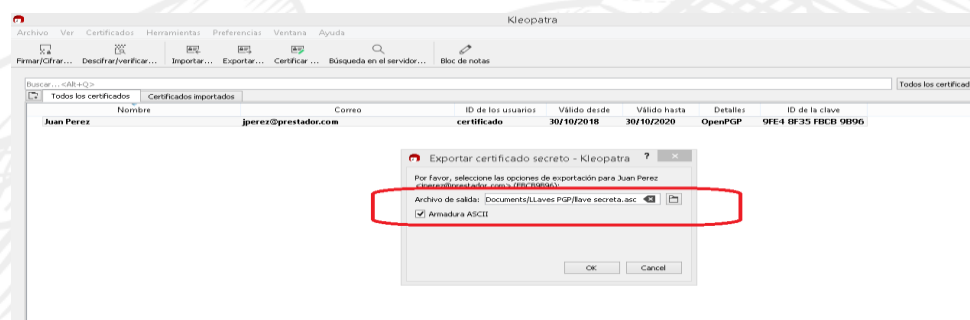 Kleopatra
Archivo Ver Certificados Herramientas Preferencias Ventana Ayuda
Firmar/Cifrar... Descifrar/verificar... Importar... Exportar... Certificar ... Búsqueda en el servidor... Bloc de notas
Buscar... <Alt+Q> Todos los certificad
Todos los certificados Certificados importados
Nombre Correo ID de los usuarios Válido desde Válido hasta Detalles ID de la clave
Juan Perez jperez@prestador.com certificado 30/10/2018 30/10/2020 OpenPGP 9FE4 8F35 FBCB 9B96
Exportar certificado secreto - Kleopatra ?
Por favor, seleccione las opciones de exportación para Juan Perez
<jperez@prestador.com> (FBCB9B96):
Archivo de salida: Documents/LLaves PGP/llave secreta.asc
Armadura ASCII
OK Cancel